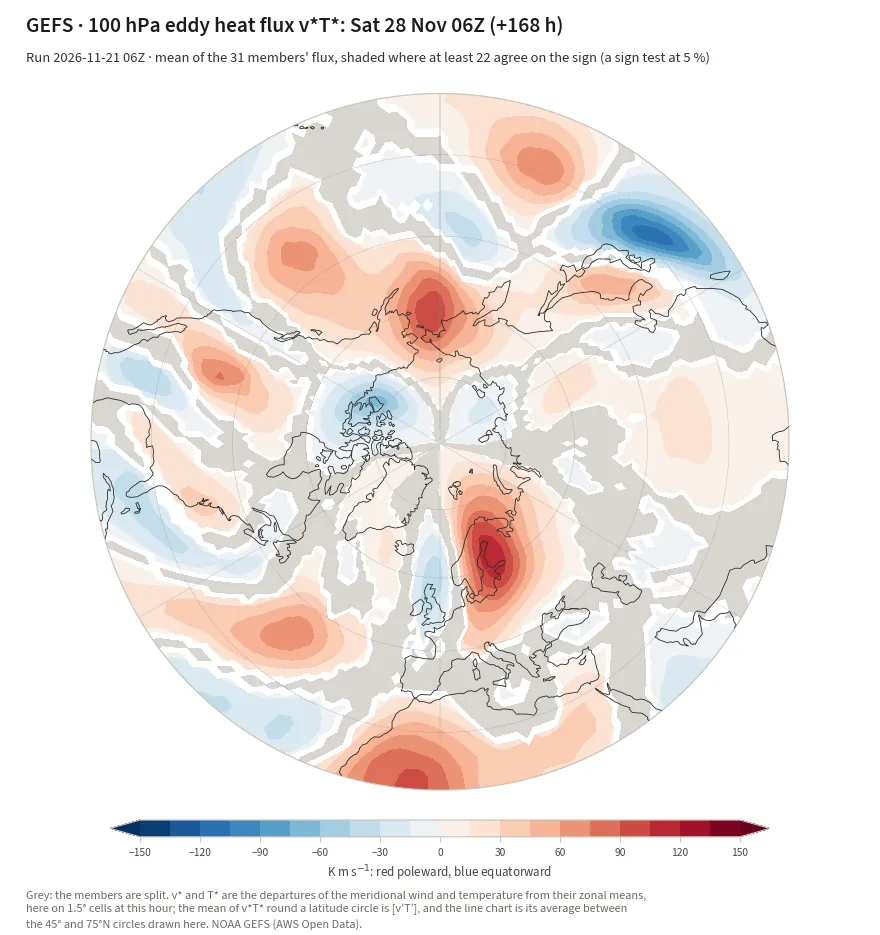 GEFS · 100 hPa eddy heat flux v*T*: Sat 28 Nov 06Z (+168 h)
Run 2026-11-21 06Z · mean of the 31 members' flux, shaded where at least 22 agree on the sign (a sign test at 5 %)
−150 −120 −90 −60 −30 0 30 60 90 120 150
K m s⁻¹: red poleward, blue equatorward
Grey: the members are split. v* and T* are the departures of the meridional wind and temperature from their zonal means,
here on 1.5° cells at this hour; the mean of v*T* round a latitude circle is [v'T'], and the line chart is its average between
the 45° and 75°N circles drawn here. NOAA GEFS (AWS Open Data).